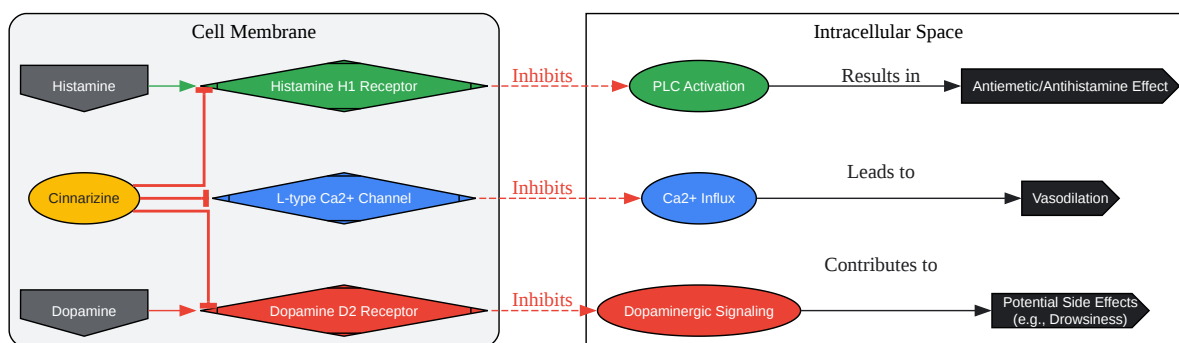 Cell Membrane
Intracellular Space
Histamine
Histamine H1 Receptor
Inhibits
PLC Activation
Results in
Antiemetic/Antihistamine Effect
Cinnarizine
L-type Ca2+ Channel
Inhibits
Ca2+ Influx
Leads to
Vasodilation
Dopamine
Dopamine D2 Receptor
Inhibits
Dopaminergic Signaling
Contributes to
Potential Side Effects
(e.g., Drowsiness)